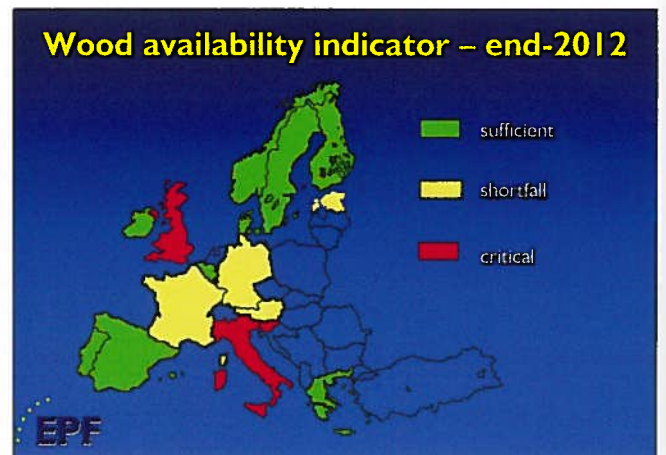 Wood availability indicator – end-2012
sufficient
shortfall
critical
EPF